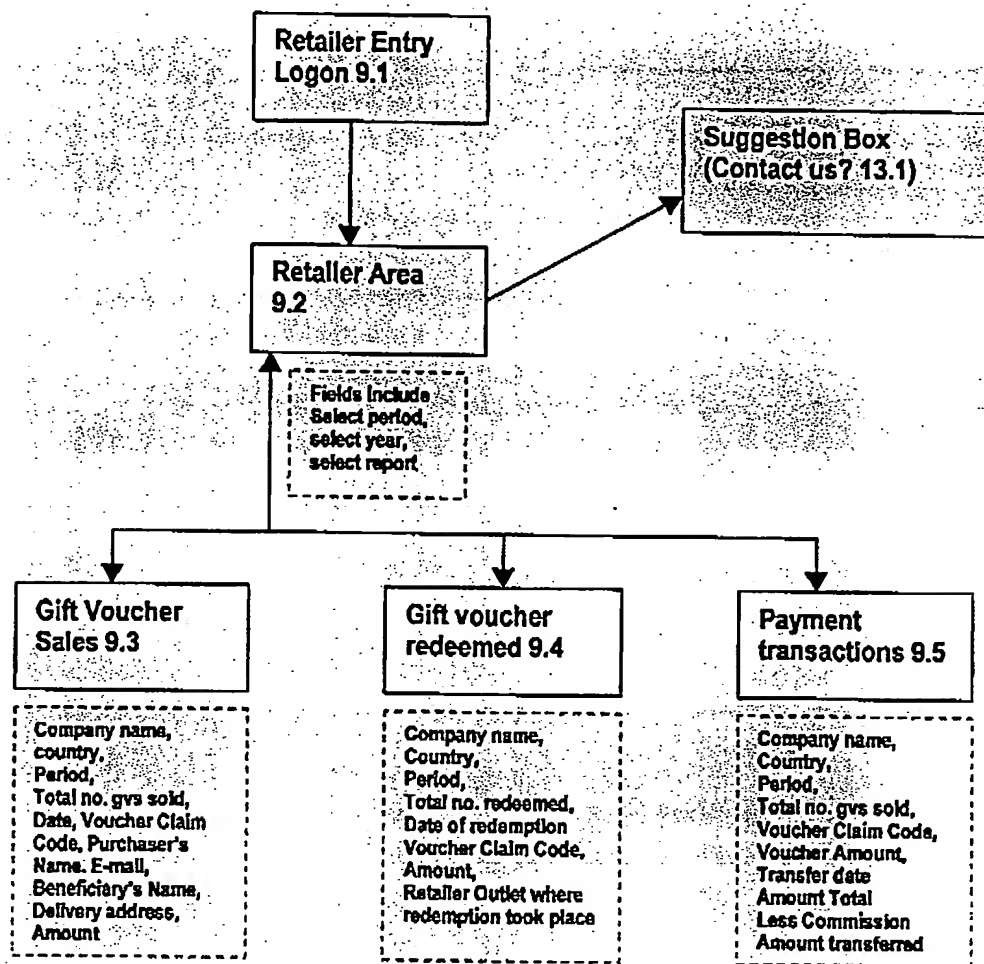 Retailer Entry
Logon 9.1
Suggestion Box
(Contact us? 13.1)
Retailer Area
9.2
Fields Include
Select period,
select year,
select report
Gift Voucher
Sales 9.3
Gift voucher
redeemed 9.4
Payment
transactions 9.5
Company name,
country,
Period,
Total no. gvs sold,
Date, Voucher Claim
Code, Purchaser's
Name. E-mail,
Beneficiary's Name,
Delivery address,
Amount
Company name,
Country,
Period,
Total no. redeemed,
Date of redemption
Voucher Claim Code,
Amount,
Retailer Outlet where
redemption took place
Company name,
Country,
Period,
Total no. gvs sold,
Voucher Claim Code,
Voucher Amount,
Transfer date
Amount Total
Less Commission
Amount transferred